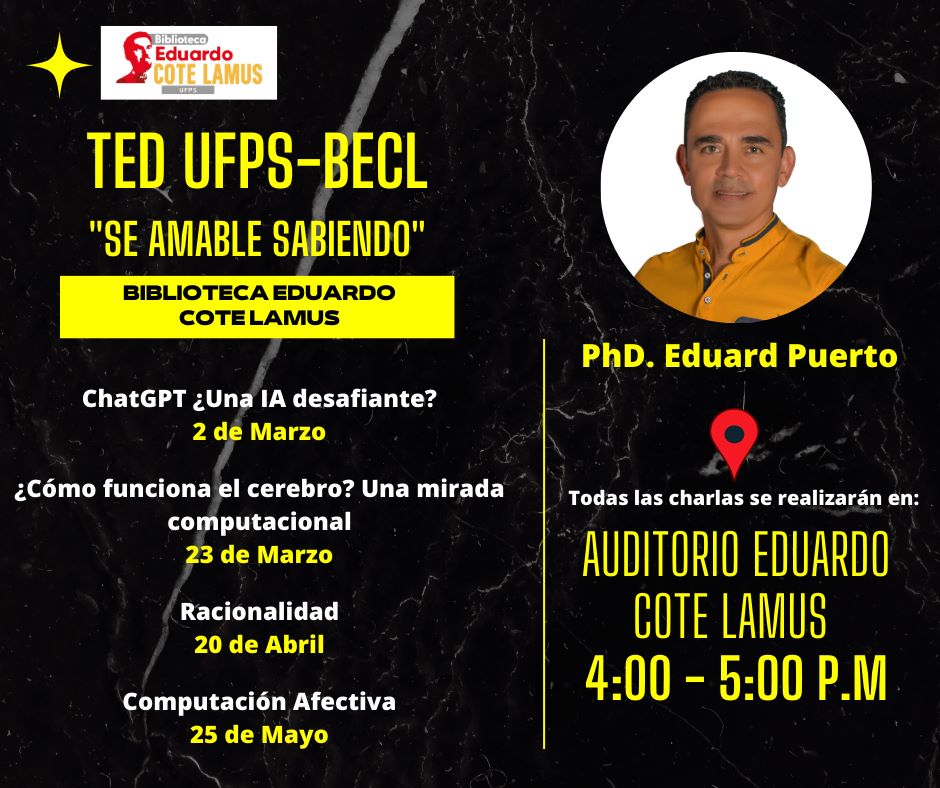 Biblioteca
Eduardo
COTE LAMUS
UFPS
TED UFPS-BECL
"SE AMABLE SABIENDO"
BIBLIOTECA EDUARDO
COTE LAMUS
ChatGPT ¿Una IA desafiante?
2 de Marzo
¿Cómo funciona el cerebro? Una mirada
computacional
23 de Marzo
Racionalidad
20 de Abril
Computación Afectiva
25 de Mayo
PhD. Eduard Puerto
Todas las charlas se realizarán en:
AUDITORIO EDUARDO
COTE LAMUS
4:00 - 5:00 P.M